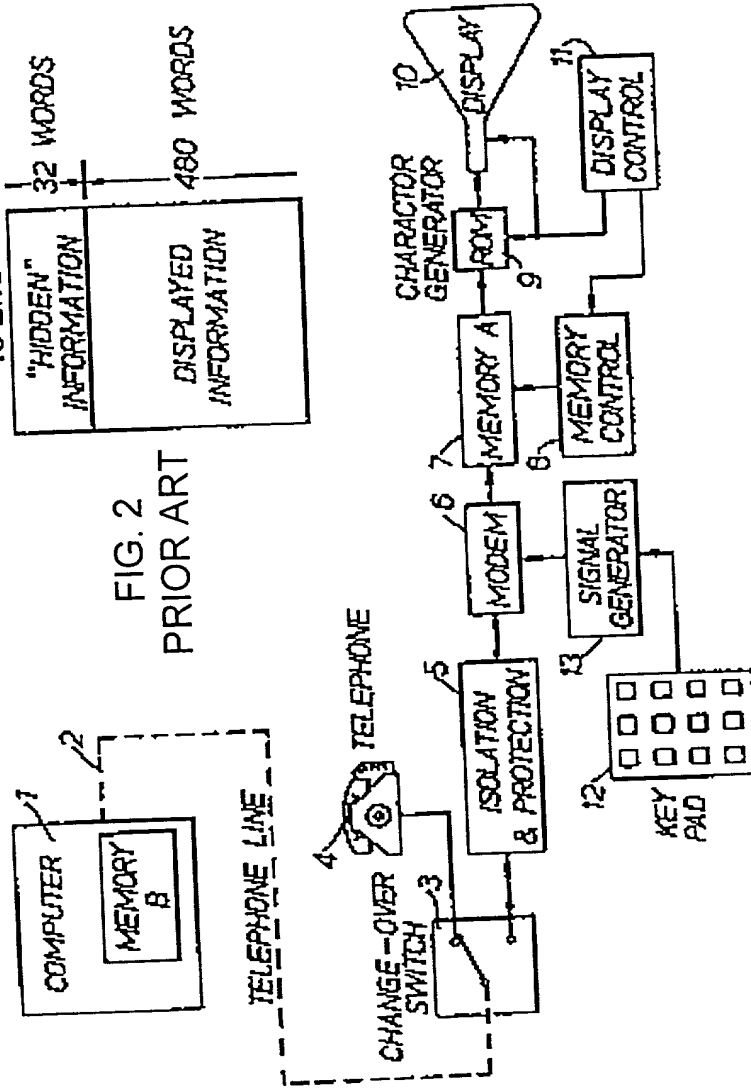 "HIDDEN"
INFORMATION
32 WORDS
DISPLAYED
INFORMATION
480 WORDS
FIG. 2
PRIOR ART
COMPUTER
1
MEMORY
B
2
TELEPHONE LINE
4
TELEPHONE
CHANGE-OVER
SWITCH
3
5
ISOLATION
& PROTECTION
6
MODEM
7
MEMORY A
CHARACTOR
GENERATOR
ROM
9
10
DISPLAY
8
MEMORY
CONTROL
11
DISPLAY
CONTROL
SIGNAL
GENERATOR
13
12
KEY
PAD